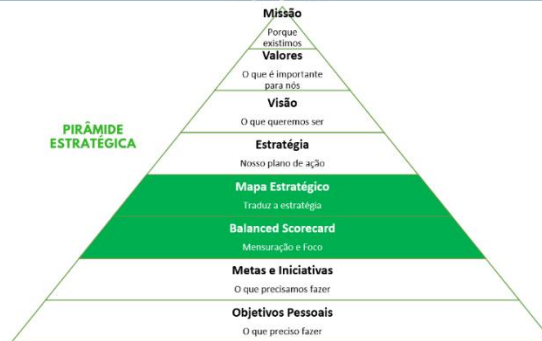 Missão
Porque
existimos
Valores
O que é importante
para nós
Visão
O que queremos ser
PIRÂMIDE
ESTRATÉGICA
Estratégia
Nosso plano de ação
Mapa Estratégico
Traduz a estratégia
Balanced Scorecard
Mensuração e Foco
Metas e Iniciativas
O que precisamos fazer
Objetivos Pessoais
O que preciso fazer